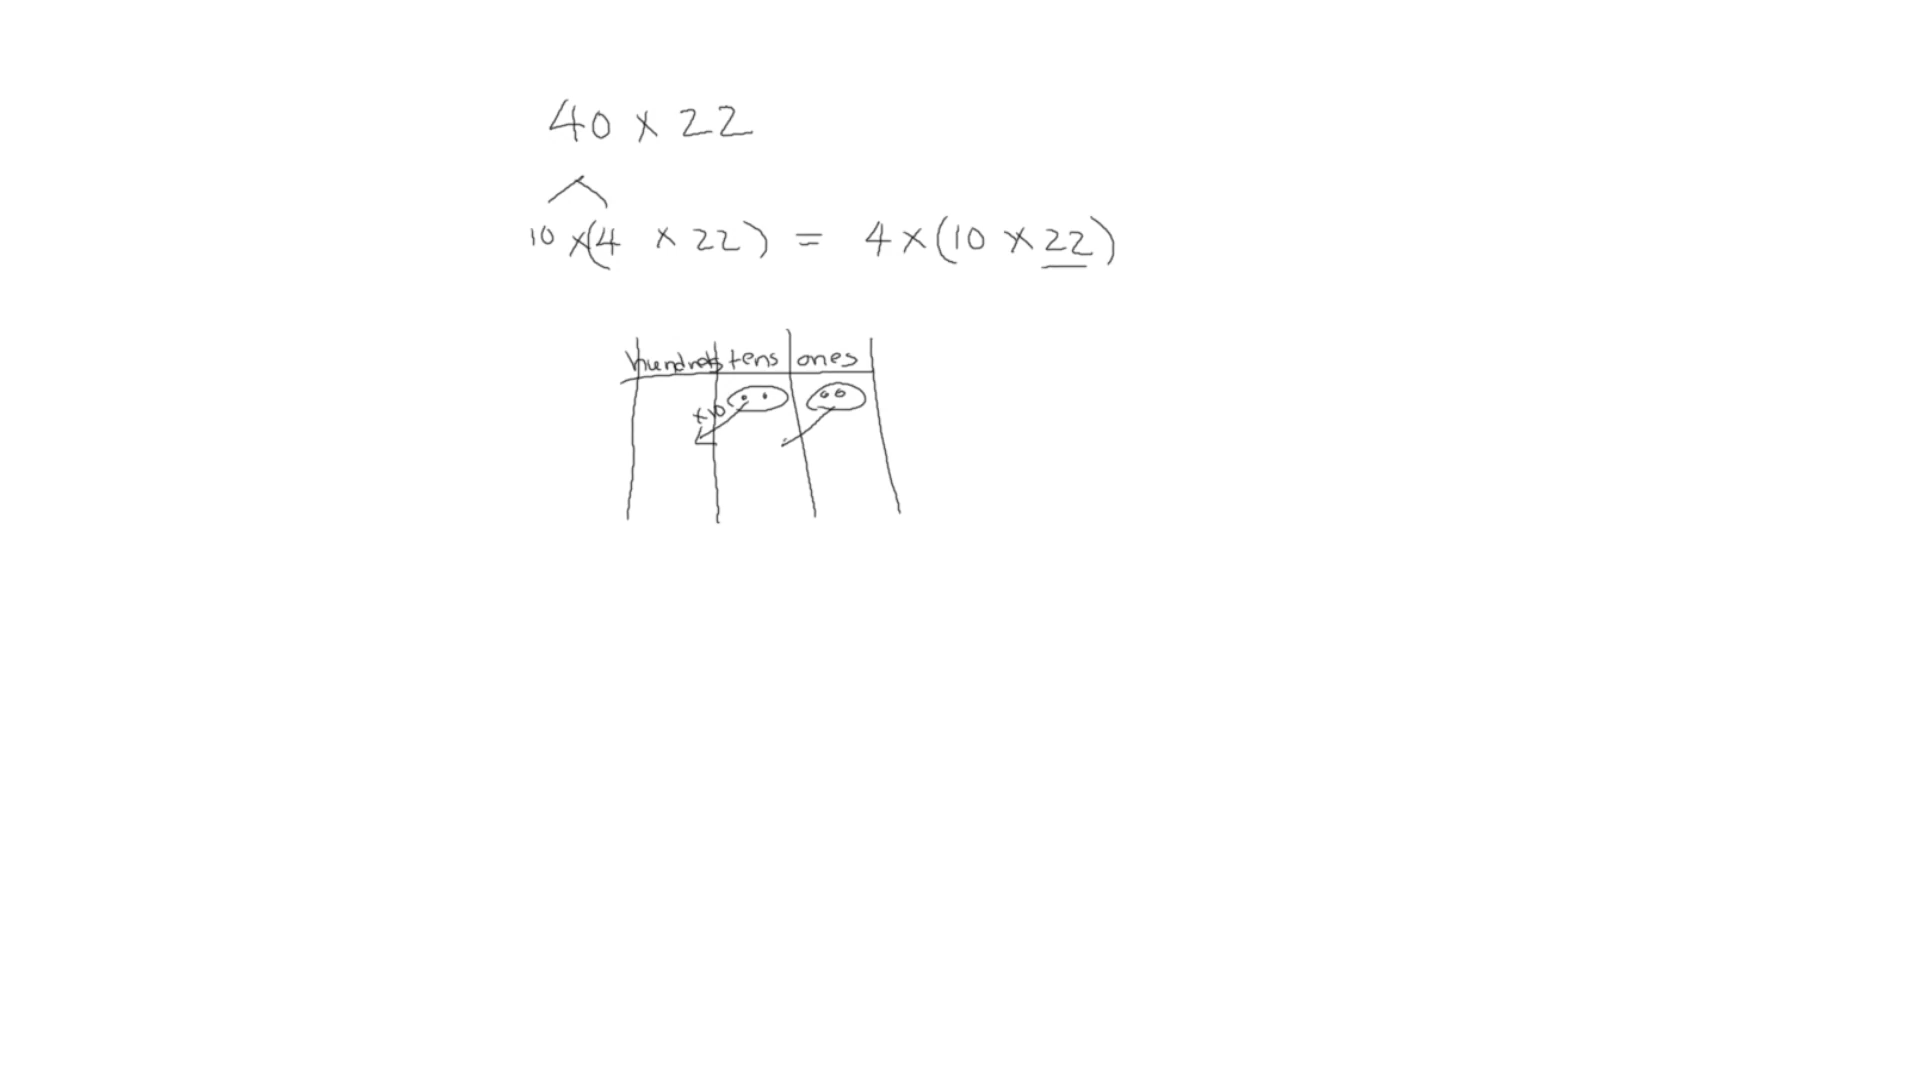 40 x 22
10 x (4 x 22) = 4 x (10 x 22)
hundreds tens ones
x10